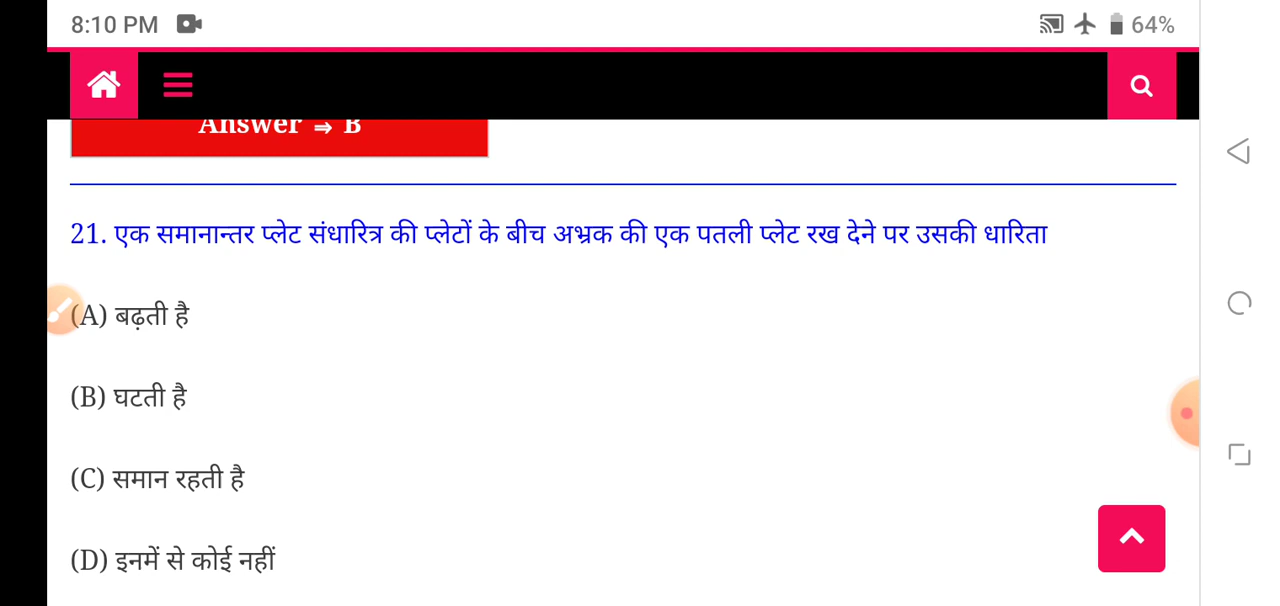 8:10 PM 64%
Answer ⇒ B
21. एक समानान्तर प्लेट संधारित्र की प्लेटों के बीच अभ्रक की एक पतली प्लेट रख देने पर उसकी धारिता
(A) बढ़ती है
(B) घटती है
(C) समान रहती है
(D) इनमें से कोई नहीं